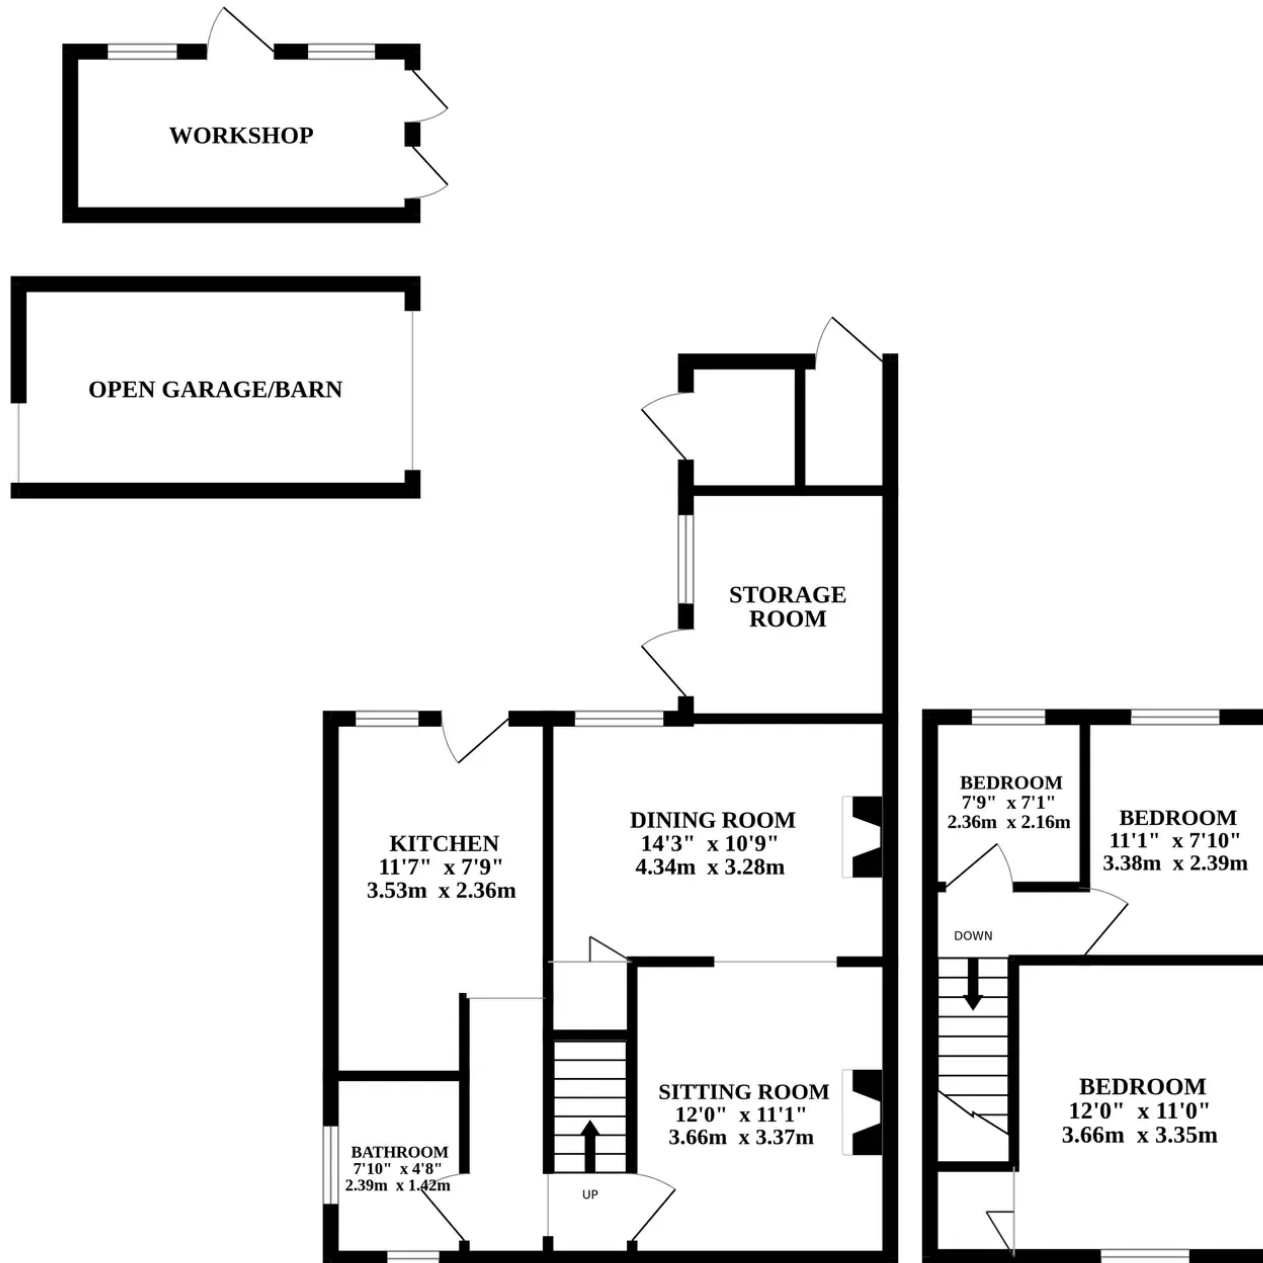 WORKSHOP
OPEN GARAGE/BARN
STORAGE
ROOM
KITCHEN
11'7" x 7'9"
3.53m x 2.36m
DINING ROOM
14'3" x 10'9"
4.34m x 3.28m
BEDROOM
7'9" x 7'1"
2.36m x 2.16m
BEDROOM
11'1" x 7'10"
3.38m x 2.39m
DOWN
BATHROOM
7'10" x 4'8"
2.39m x 1.42m
UP
SITTING ROOM
12'0" x 11'1"
3.66m x 3.37m
BEDROOM
12'0" x 11'0"
3.66m x 3.35m